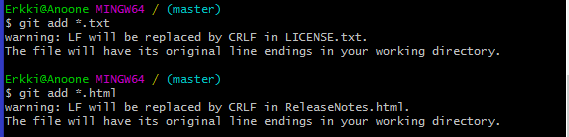 Erkki@Anoone MINGW64 / (master)
$ git add *.txt
warning: LF will be replaced by CRLF in LICENSE.txt.
The file will have its original line endings in your working directory.
Erkki@Anoone MINGW64 / (master)
$ git add *.html
warning: LF will be replaced by CRLF in ReleaseNotes.html.
The file will have its original line endings in your working directory.